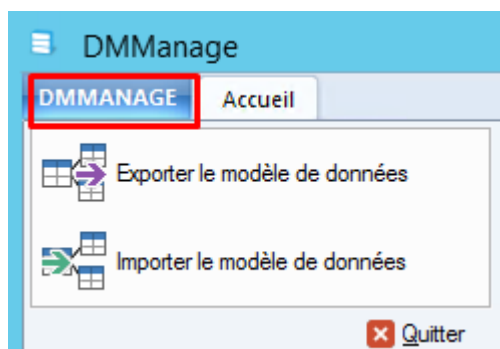 DMManage
DMMANAGE Accueil
Exporter le modèle de données
Importer le modèle de données
Quitter